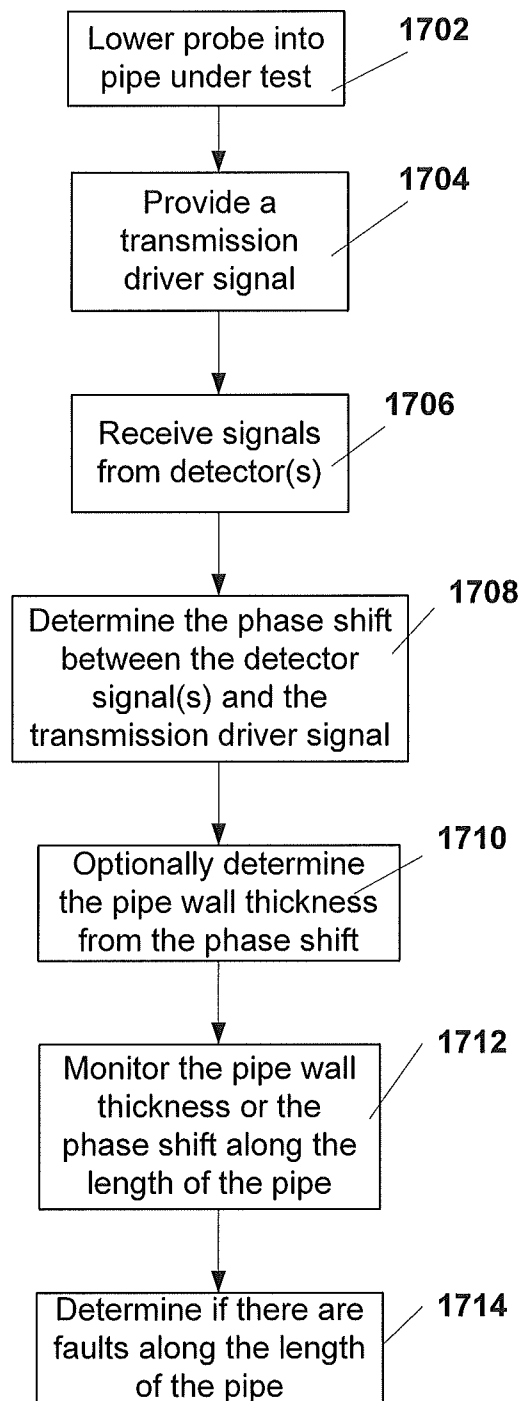 1702
Lower probe into
pipe under test
1704
Provide a
transmission
driver signal
1706
Receive signals
from detector(s)
1708
Determine the phase shift
between the detector
signal(s) and the
transmission driver signal
1710
Optionally determine
the pipe wall thickness
from the phase shift
1712
Monitor the pipe wall
thickness or the
phase shift along the
length of the pipe
1714
Determine if there are
faults along the length
of the pipe